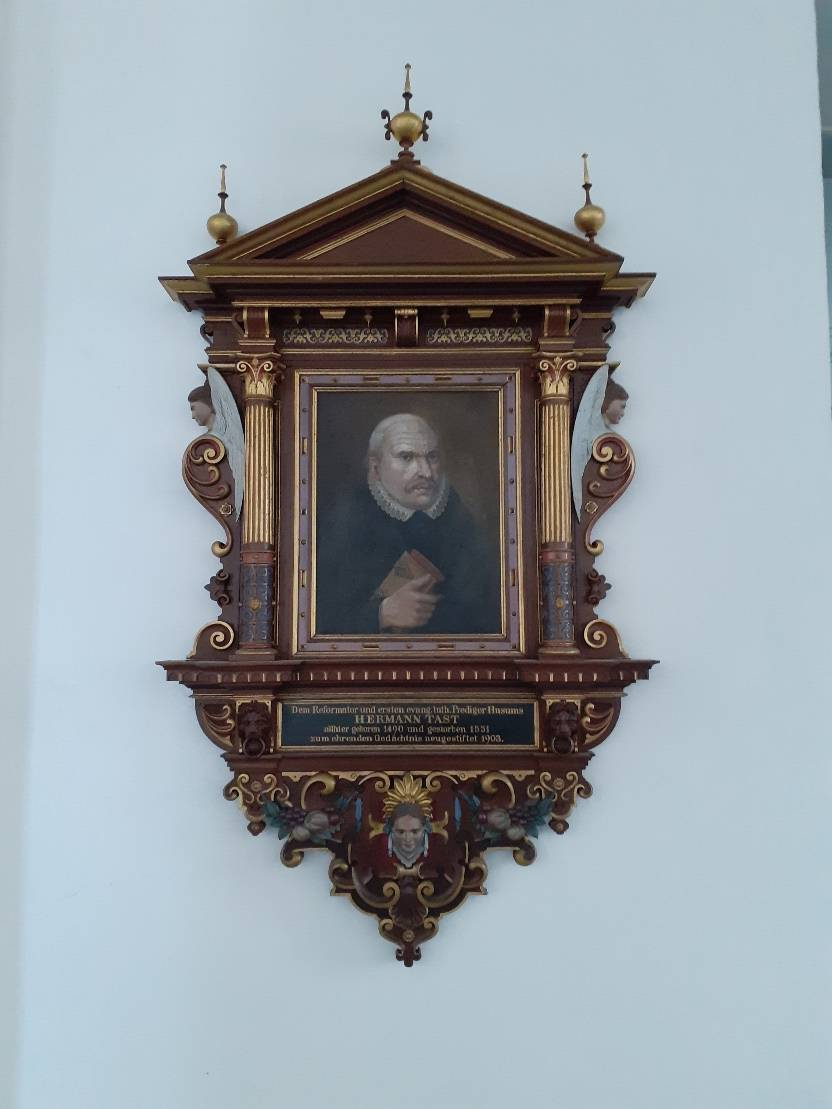 Dem Reformator und ersten evang. luth. Prediger Husums
HERMANN TAST
allhier geboren 1490 und gestorben 1551
zum ehrenden Gedächtnis neugestiftet 1903.